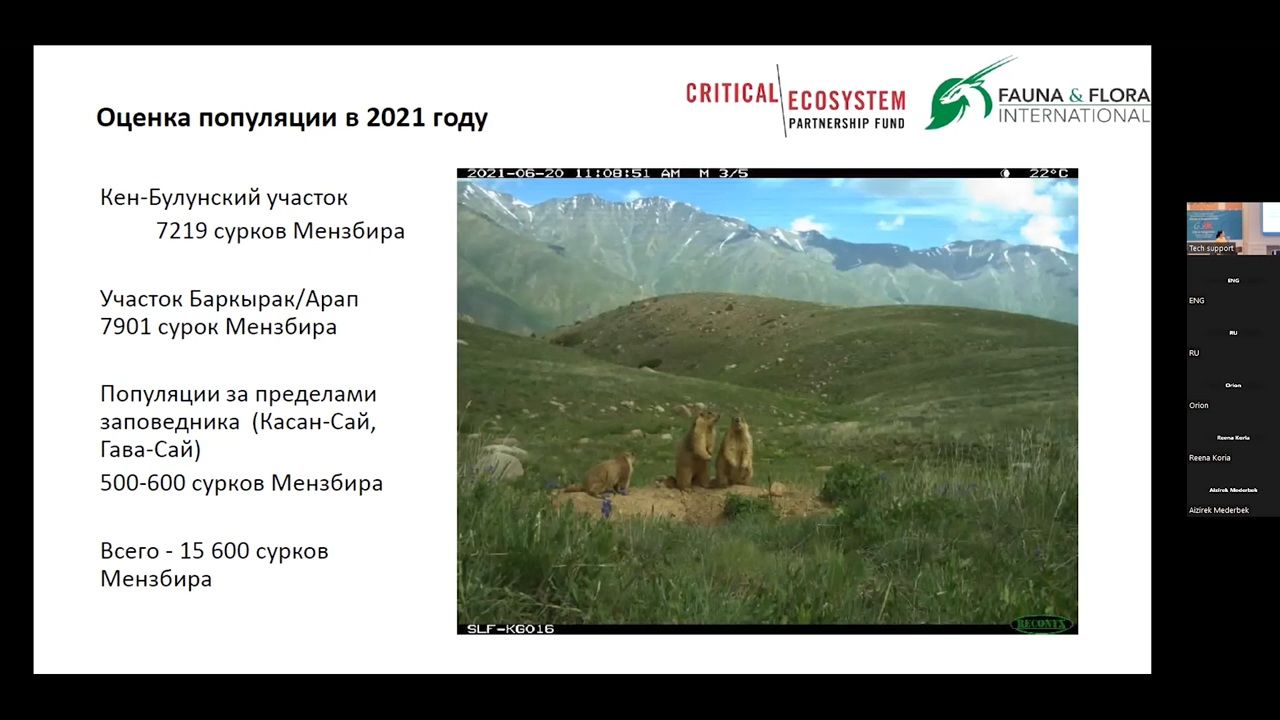 CRITICAL
ECOSYSTEM
PARTNERSHIP FUND
FAUNA & FLORA
INTERNATIONAL
Оценка популяции в 2021 году
Кен-Булунский участок
7219 сурков Мензбира
Участок Баркырак/Арап
7901 сурок Мензбира
Популяции за пределами
заповедника (Касан-Сай,
Гава-Сай)
500-600 сурков Мензбира
Всего - 15 600 сурков
Мензбира
2021-06-20 11:08:51 AM M 3/5 22°C
SLF-KG016
RECONYX
Tech support
ENG
ENG
RU
RU
Orion
Orion
Reena Koria
Reena Koria
Aizirek Mederbek
Aizirek Mederbek